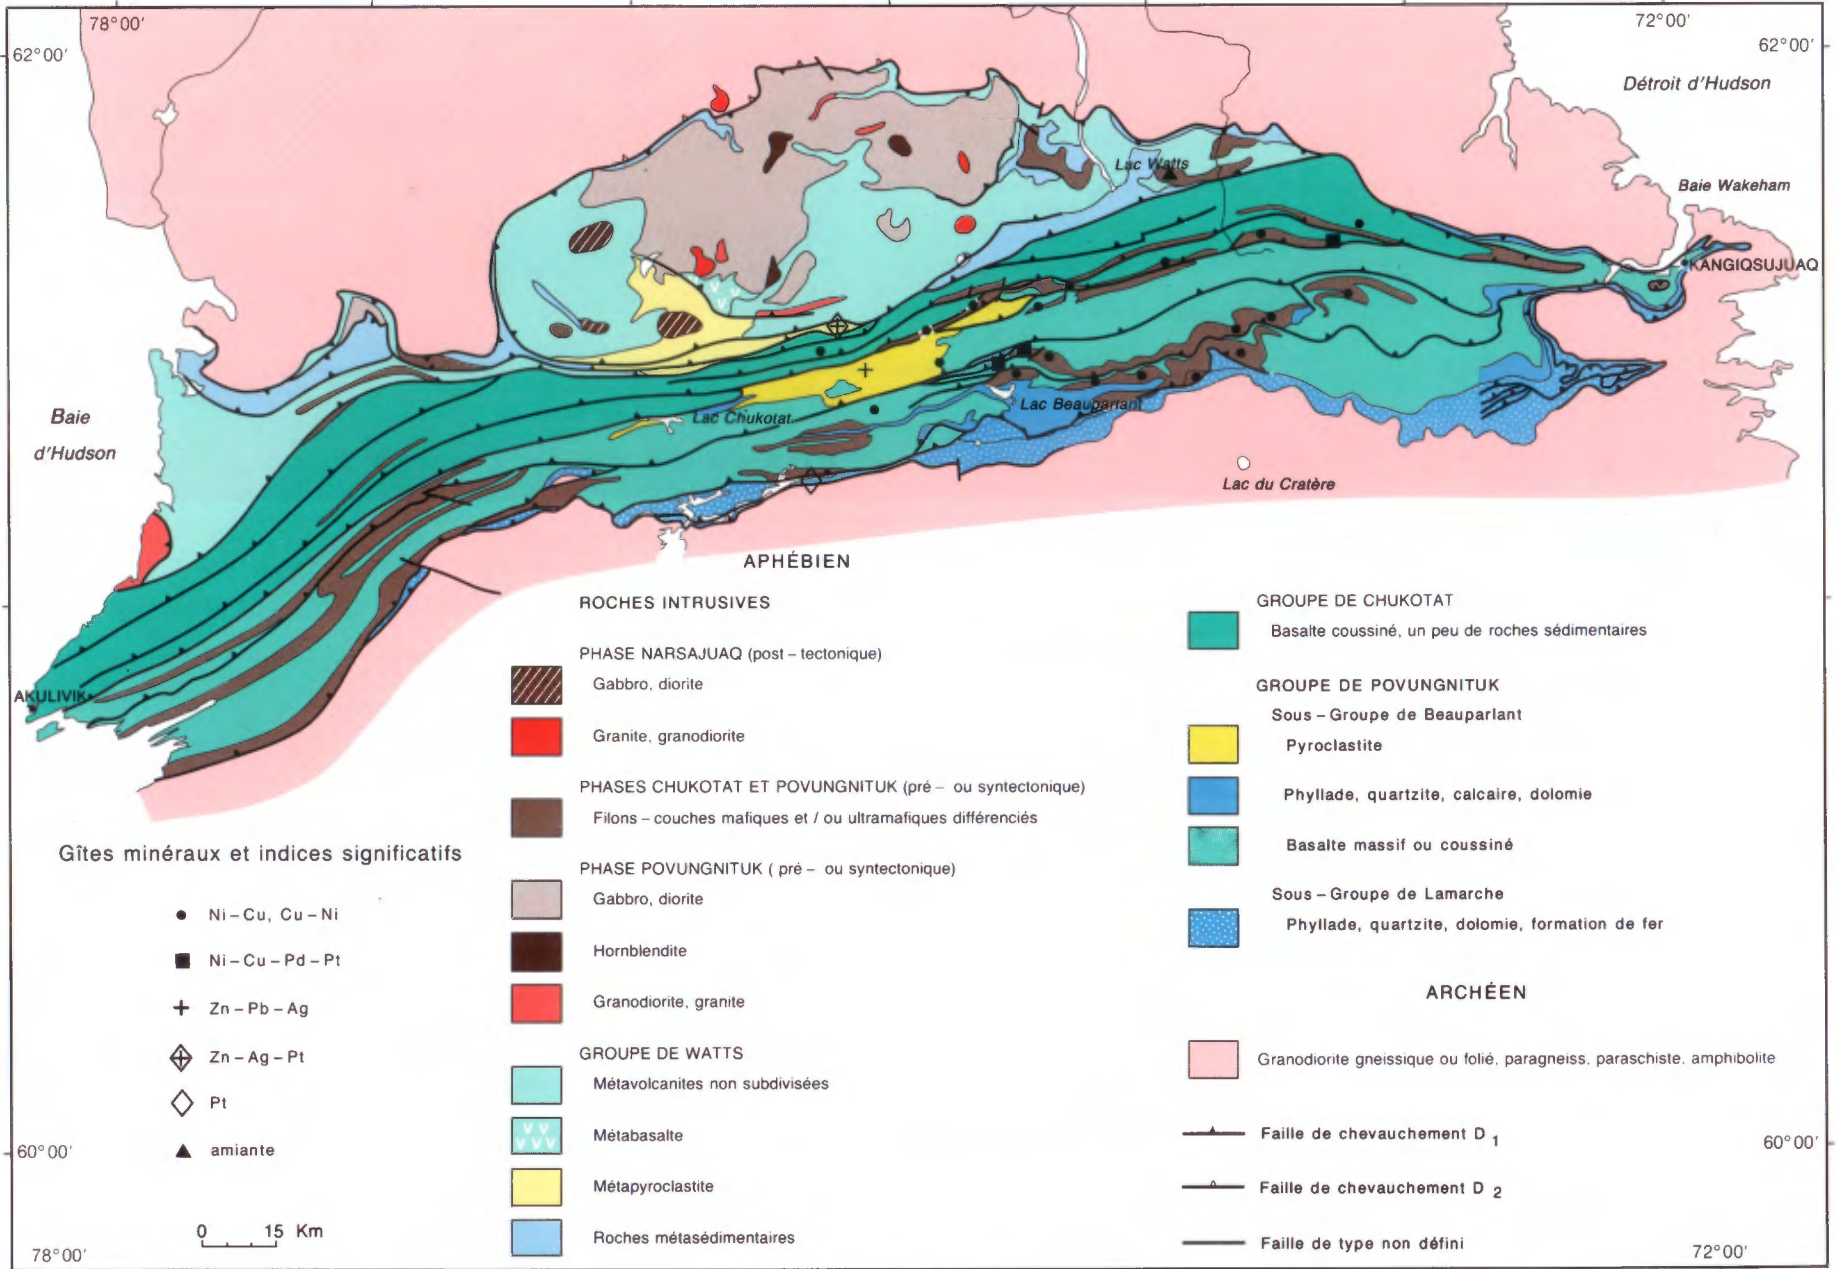 78°00'
72°00'
62°00'
62°00'
Détroit d'Hudson
Lac Watts
Baie Wakeham
KANGIQSUJUAQ
Baie
d'Hudson
Lac Chukotat
Lac Beauparlant
Lac du Cratère
AKULIVIK
APHÉBIEN
ROCHES INTRUSIVES
PHASE NARSAJUAQ (post – tectonique)
Gabbro, diorite
Granite, granodiorite
PHASES CHUKOTAT ET POVUNGNITUK (pré – ou syntectonique)
Filons – couches mafiques et / ou ultramafiques différenciés
PHASE POVUNGNITUK ( pré – ou syntectonique)
Gabbro, diorite
Hornblendite
Granodiorite, granite
GROUPE DE WATTS
Métavolcanites non subdivisées
V V
V V V
Métabasalte
Métapyroclastite
Roches métasédimentaires
GROUPE DE CHUKOTAT
Basalte coussiné, un peu de roches sédimentaires
GROUPE DE POVUNGNITUK
Sous – Groupe de Beauparlant
Pyroclastite
Phyllade, quartzite, calcaire, dolomie
Basalte massif ou coussiné
Sous – Groupe de Lamarche
Phyllade, quartzite, dolomie, formation de fer
ARCHÉEN
Granodiorite gneissique ou folié, paragneiss, paraschiste, amphibolite
Faille de chevauchement D 1
Faille de chevauchement D 2
Faille de type non défini
Gîtes minéraux et indices significatifs
Ni – Cu, Cu – Ni
Ni – Cu – Pd – Pt
Zn – Pb – Ag
Zn – Ag – Pt
Pt
amiante
60°00'
60°00'
0 15 Km
78°00'
72°00'